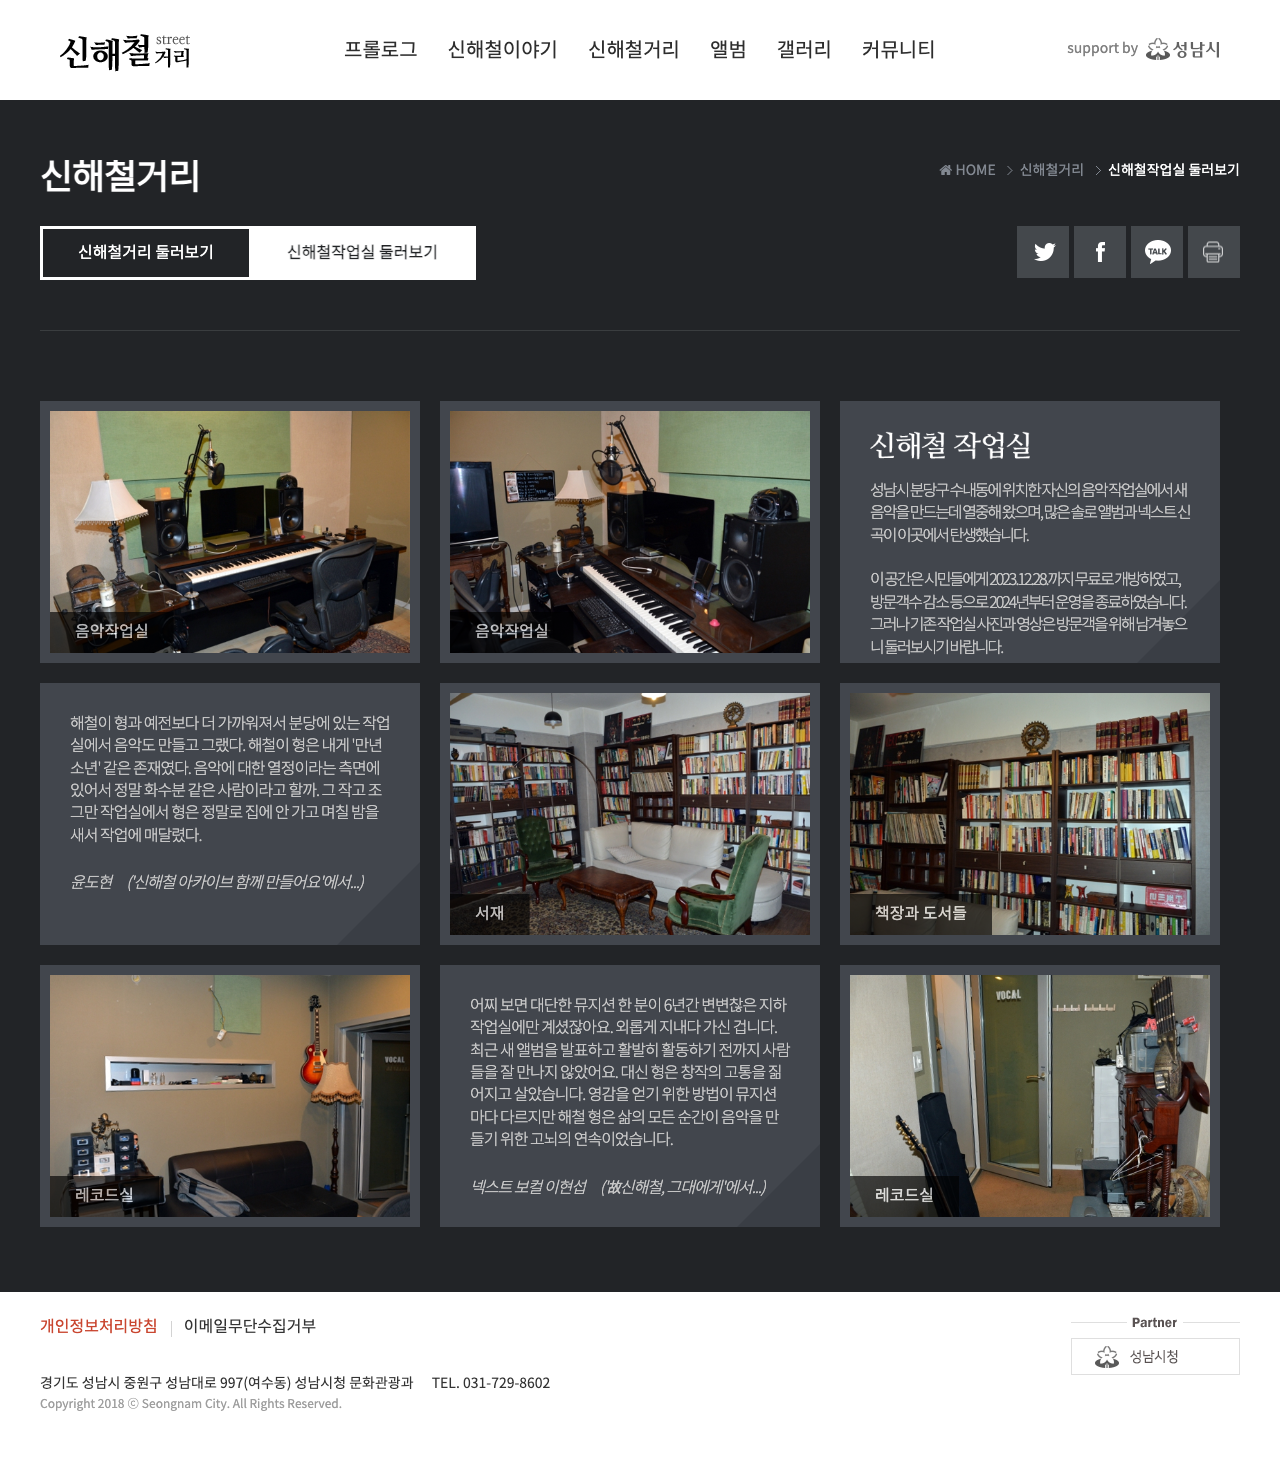 신해철 street 거리
프롤로그 신해철이야기 신해철거리 앨범 갤러리 커뮤니티
support by 성남시
신해철거리
HOME > 신해철거리 > 신해철작업실 둘러보기
신해철거리 둘러보기 신해철작업실 둘러보기
f TALK
음악작업실
음악작업실
신해철 작업실
성남시 분당구 수내동에 위치한 자신의 음악 작업실에서 새
음악을 만드는데 열중해 왔으며, 많은 솔로 앨범과 넥스트 신
곡이 이곳에서 탄생했습니다.
이 공간은 시민들에게 2023.12.28.까지 무료로 개방하였고,
방문객수 감소 등으로 2024년부터 운영을 종료하였습니다.
그러나 기존 작업실 사진과 영상은 방문객을 위해 남겨놓으
니 둘러보시기 바랍니다.
해철이 형과 예전보다 더 가까워져서 분당에 있는 작업
실에서 음악도 만들고 그랬다. 해철이 형은 내게 '만년
소년' 같은 존재였다. 음악에 대한 열정이라는 측면에
있어서 정말 화수분 같은 사람이라고 할까. 그 작고 조
그만 작업실에서 형은 정말로 집에 안 가고 며칠 밤을
새서 작업에 매달렸다.
윤도현 ('신해철 아카이브 함께 만들어요'에서...)
서재
책장과 도서들
VOCAL
레코드실
어찌 보면 대단한 뮤지션 한 분이 6년간 변변찮은 지하
작업실에만 계셨잖아요. 외롭게 지내다 가신 겁니다.
최근 새 앨범을 발표하고 활발히 활동하기 전까지 사람
들을 잘 만나지 않았어요. 대신 형은 창작의 고통을 짊
어지고 살았습니다. 영감을 얻기 위한 방법이 뮤지션
마다 다르지만 해철 형은 삶의 모든 순간이 음악을 만
들기 위한 고뇌의 연속이었습니다.
넥스트 보컬 이현섭 ('故신해철, 그대에게'에서...)
VOCAL
레코드실
개인정보처리방침 이메일무단수집거부
Partner
성남시청
경기도 성남시 중원구 성남대로 997(여수동) 성남시청 문화관광과 TEL. 031-729-8602
Copyright 2018 ⓒ Seongnam City. All Rights Reserved.